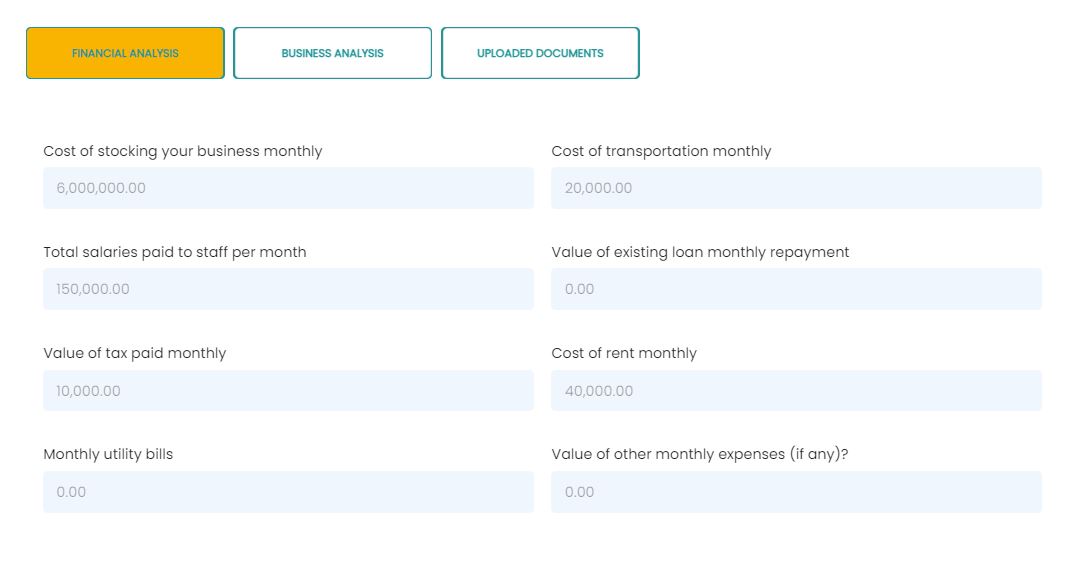 FINANCIAL ANALYSIS
BUSINESS ANALYSIS
UPLOADED DOCUMENTS
Cost of stocking your business monthly
Cost of transportation monthly
6,000,000.00
20,000.00
Total salaries paid to staff per month
Value of existing loan monthly repayment
150,000.00
0.00
Value of tax paid monthly
Cost of rent monthly
10,000.00
40,000.00
Monthly utility bills
Value of other monthly expenses (if any)?
0.00
0.00